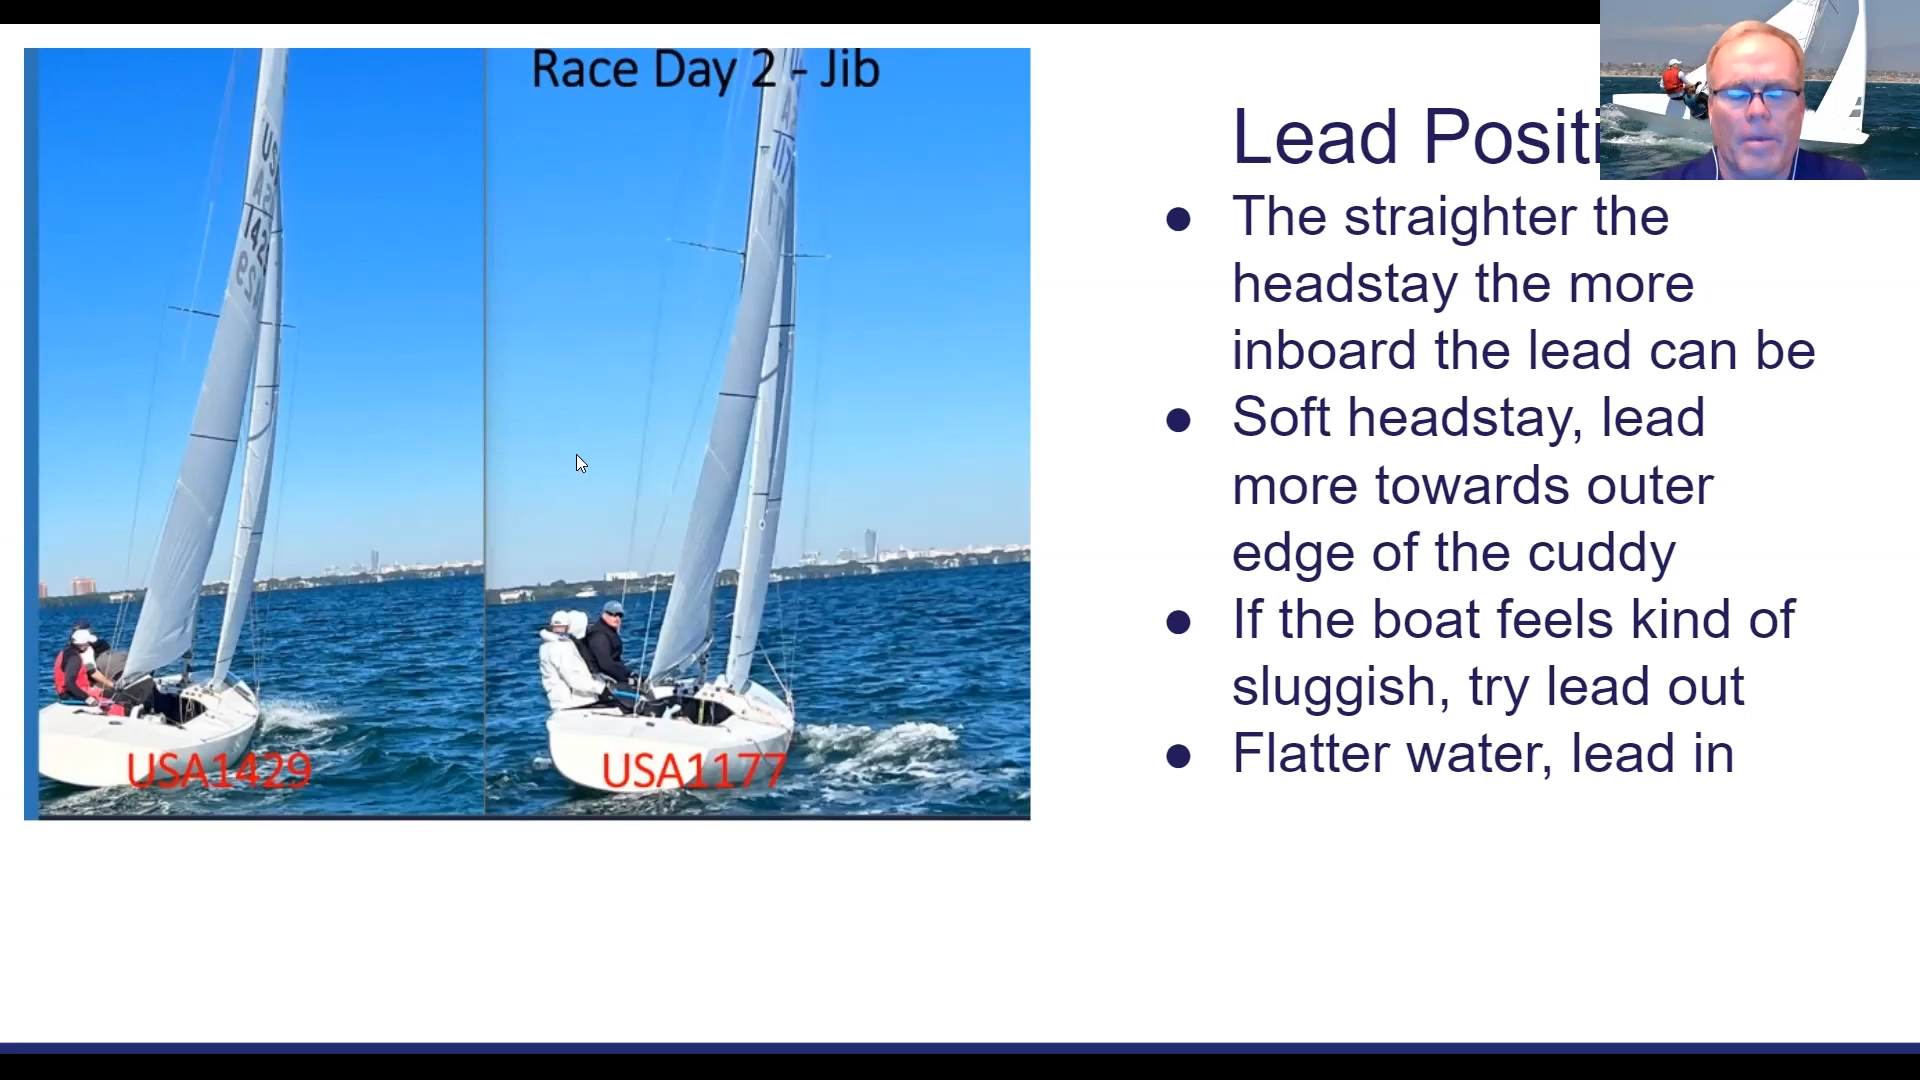 Race Day 2 - Jib
USA1429
USA1177
Lead Positi
The straighter the
headstay the more
inboard the lead can be
Soft headstay, lead
more towards outer
edge of the cuddy
If the boat feels kind of
sluggish, try lead out
Flatter water, lead in